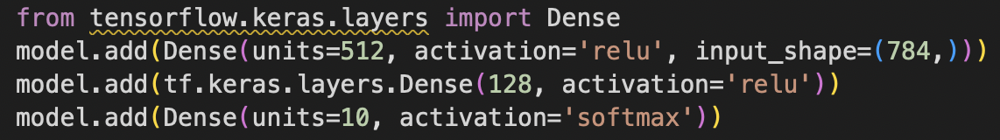 from tensorflow.keras.layers import Dense
model.add(Dense(units=512, activation='relu', input_shape=(784,)))
model.add(tf.keras.layers.Dense(128, activation='relu'))
model.add(Dense(units=10, activation='softmax'))